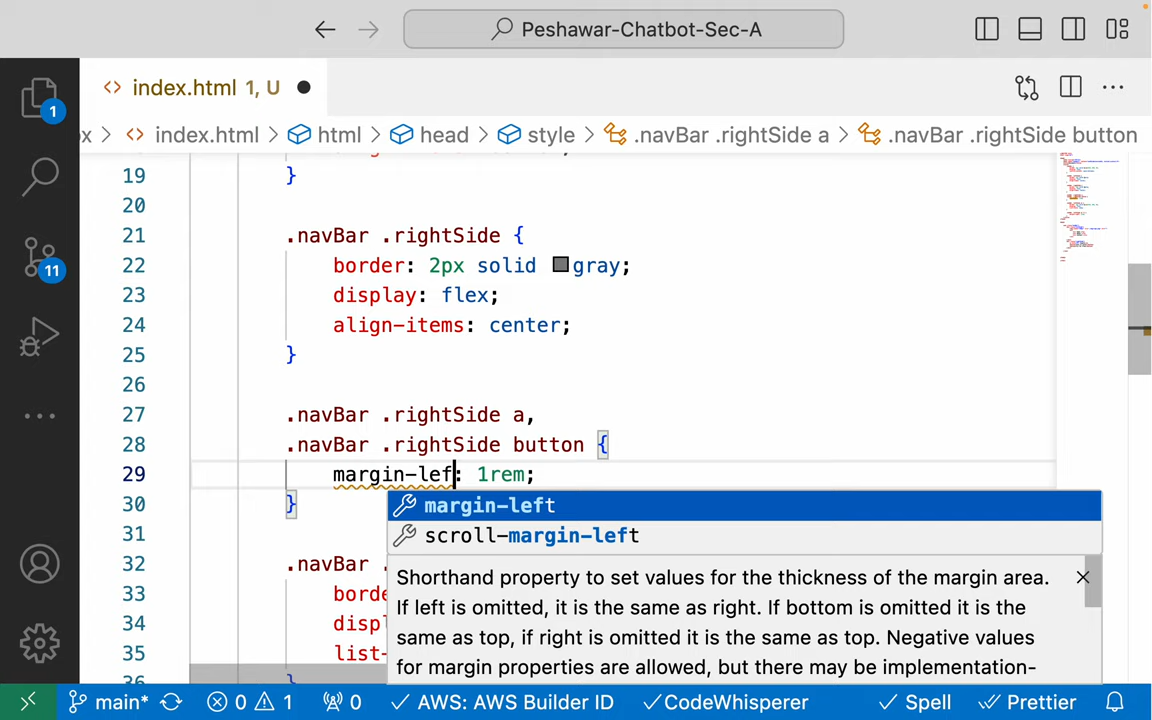 Peshawar-Chatbot-Sec-A
index.html 1, U
x > index.html > html > head > style > .navBar .rightSide a > .navBar .rightSide button
19 }
20
21 .navBar .rightSide {
22 border: 2px solid gray;
23 display: flex;
24 align-items: center;
25 }
26
27 .navBar .rightSide a,
28 .navBar .rightSide button {
29 margin-lef: 1rem;
30 }
31
32 .navBar
33 borde
34 disp
35 list-
36 }
margin-left
scroll-margin-left
Shorthand property to set values for the thickness of the margin area.
If left is omitted, it is the same as right. If bottom is omitted it is the
same as top, if right is omitted it is the same as top. Negative values
for margin properties are allowed, but there may be implementation-
1
11
main* 0 1 0 AWS: AWS Builder ID CodeWhisperer Spell Prettier